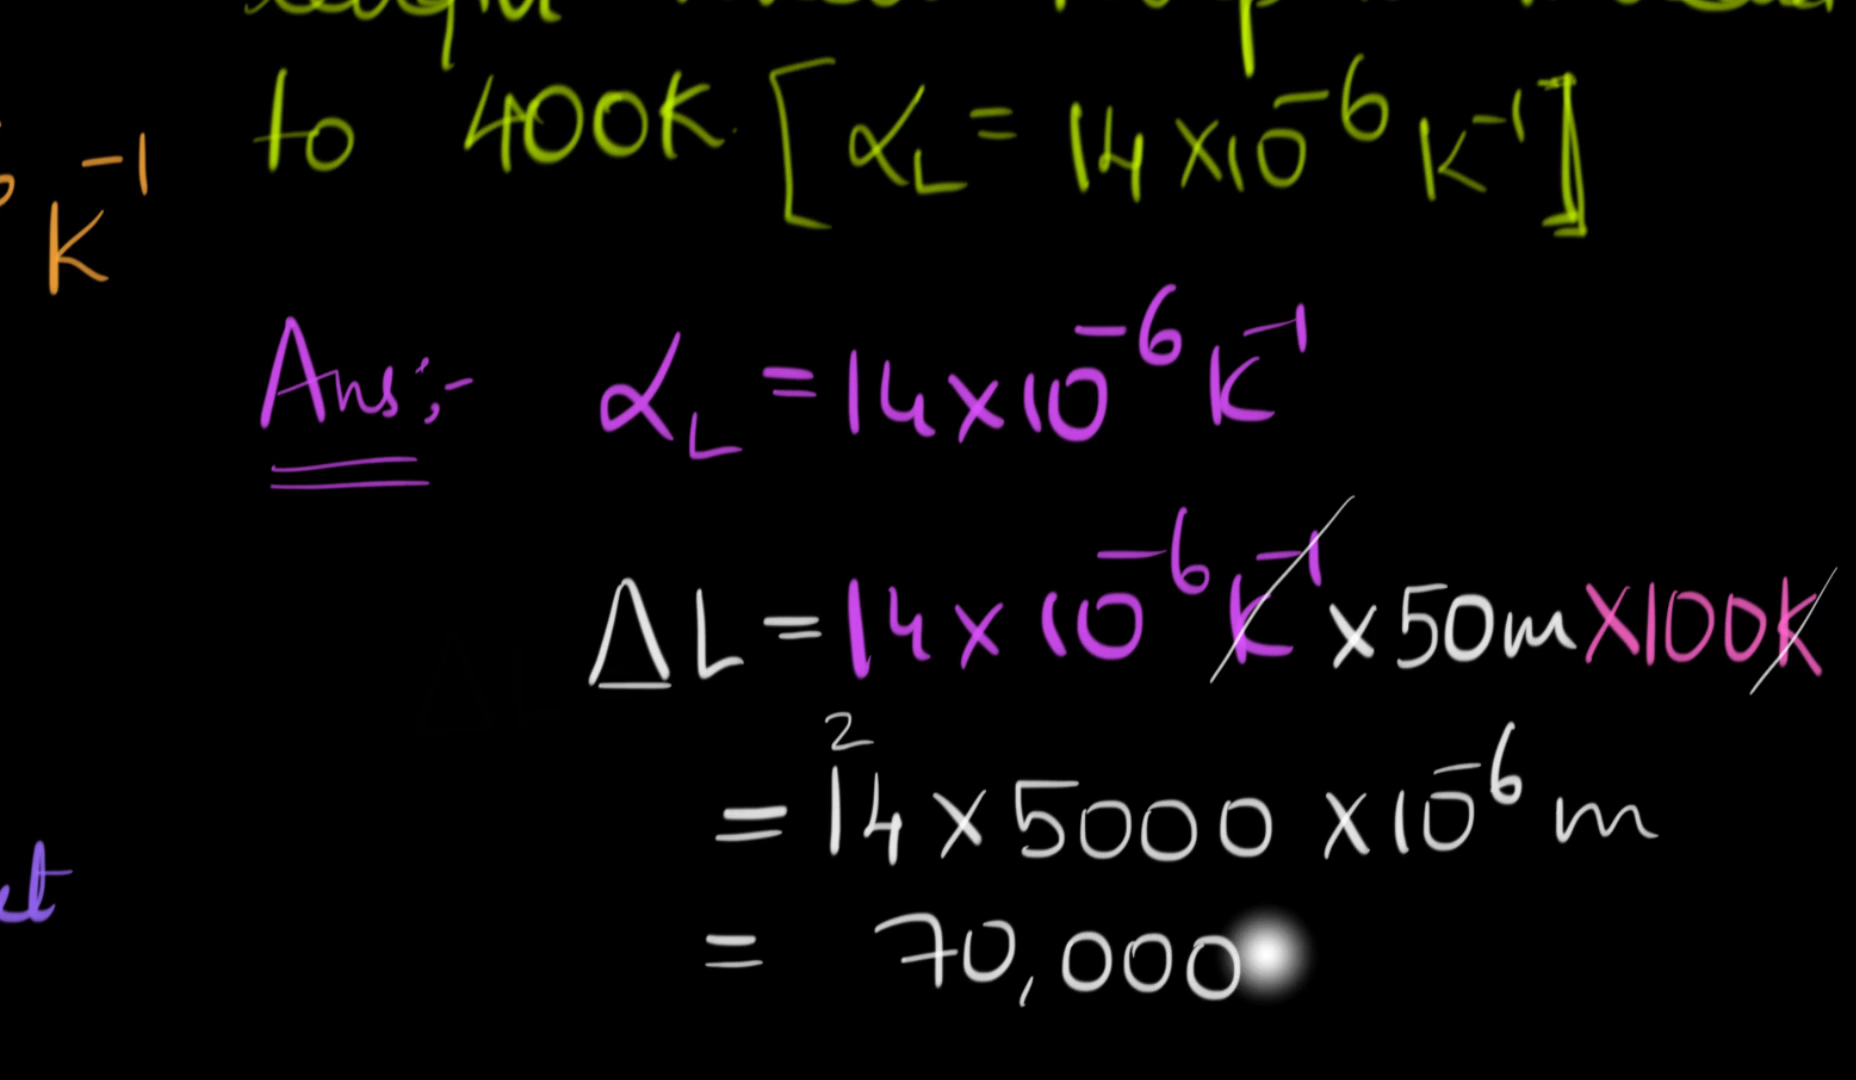 to 400K [αL = 14 × 10⁻⁶ K⁻¹]
K⁻¹
Ans:- αL = 14 × 10⁻⁶ K⁻¹
ΔL = 14 × 10⁻⁶ K⁻¹ × 50m × 100K
2
= 14 × 5000 × 10⁻⁶ m
= 70,000